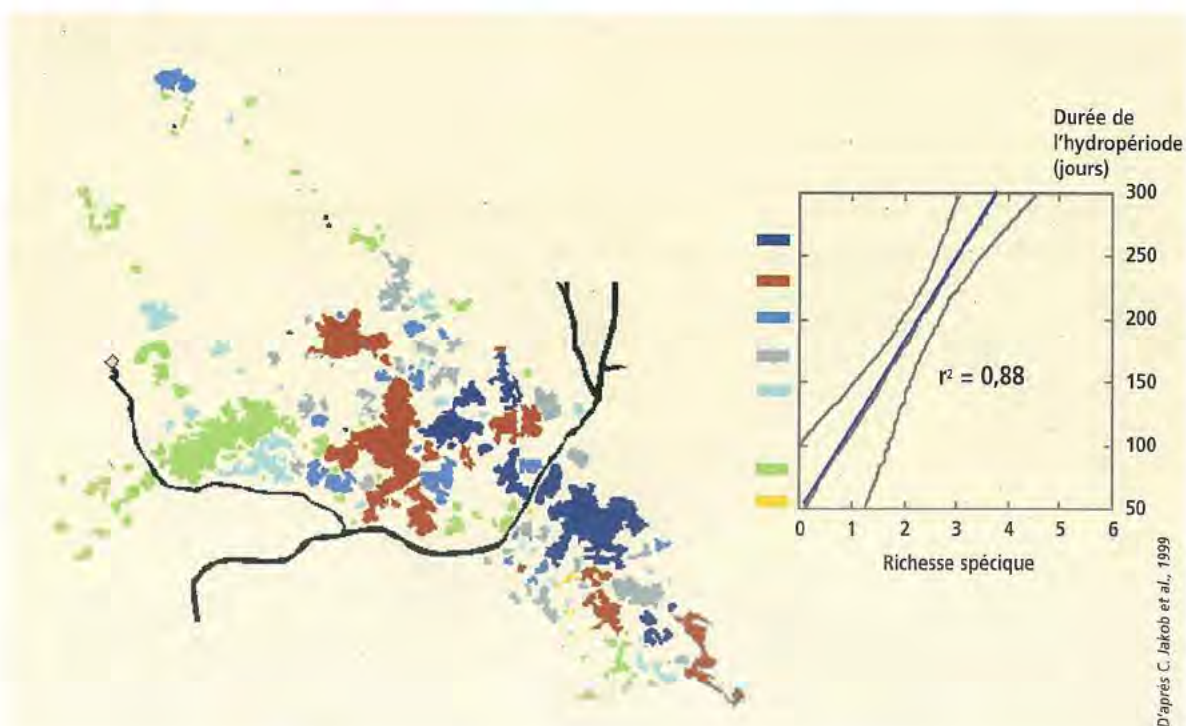 Durée de
l'hydropériode
(jours)
300
250
200
150
100
50
r² = 0,88
0 1 2 3 4 5 6
Richesse spécique
D'après C. Jakob et al., 1999